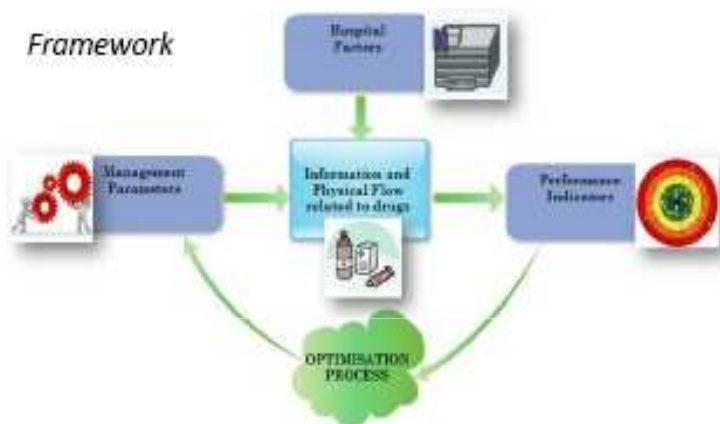 Framework
Hospital
Factors
Management
Parameters
Information and
Physical Flow
related to drugs
Performance
Indicators
OPTIMISATION
PROCESS